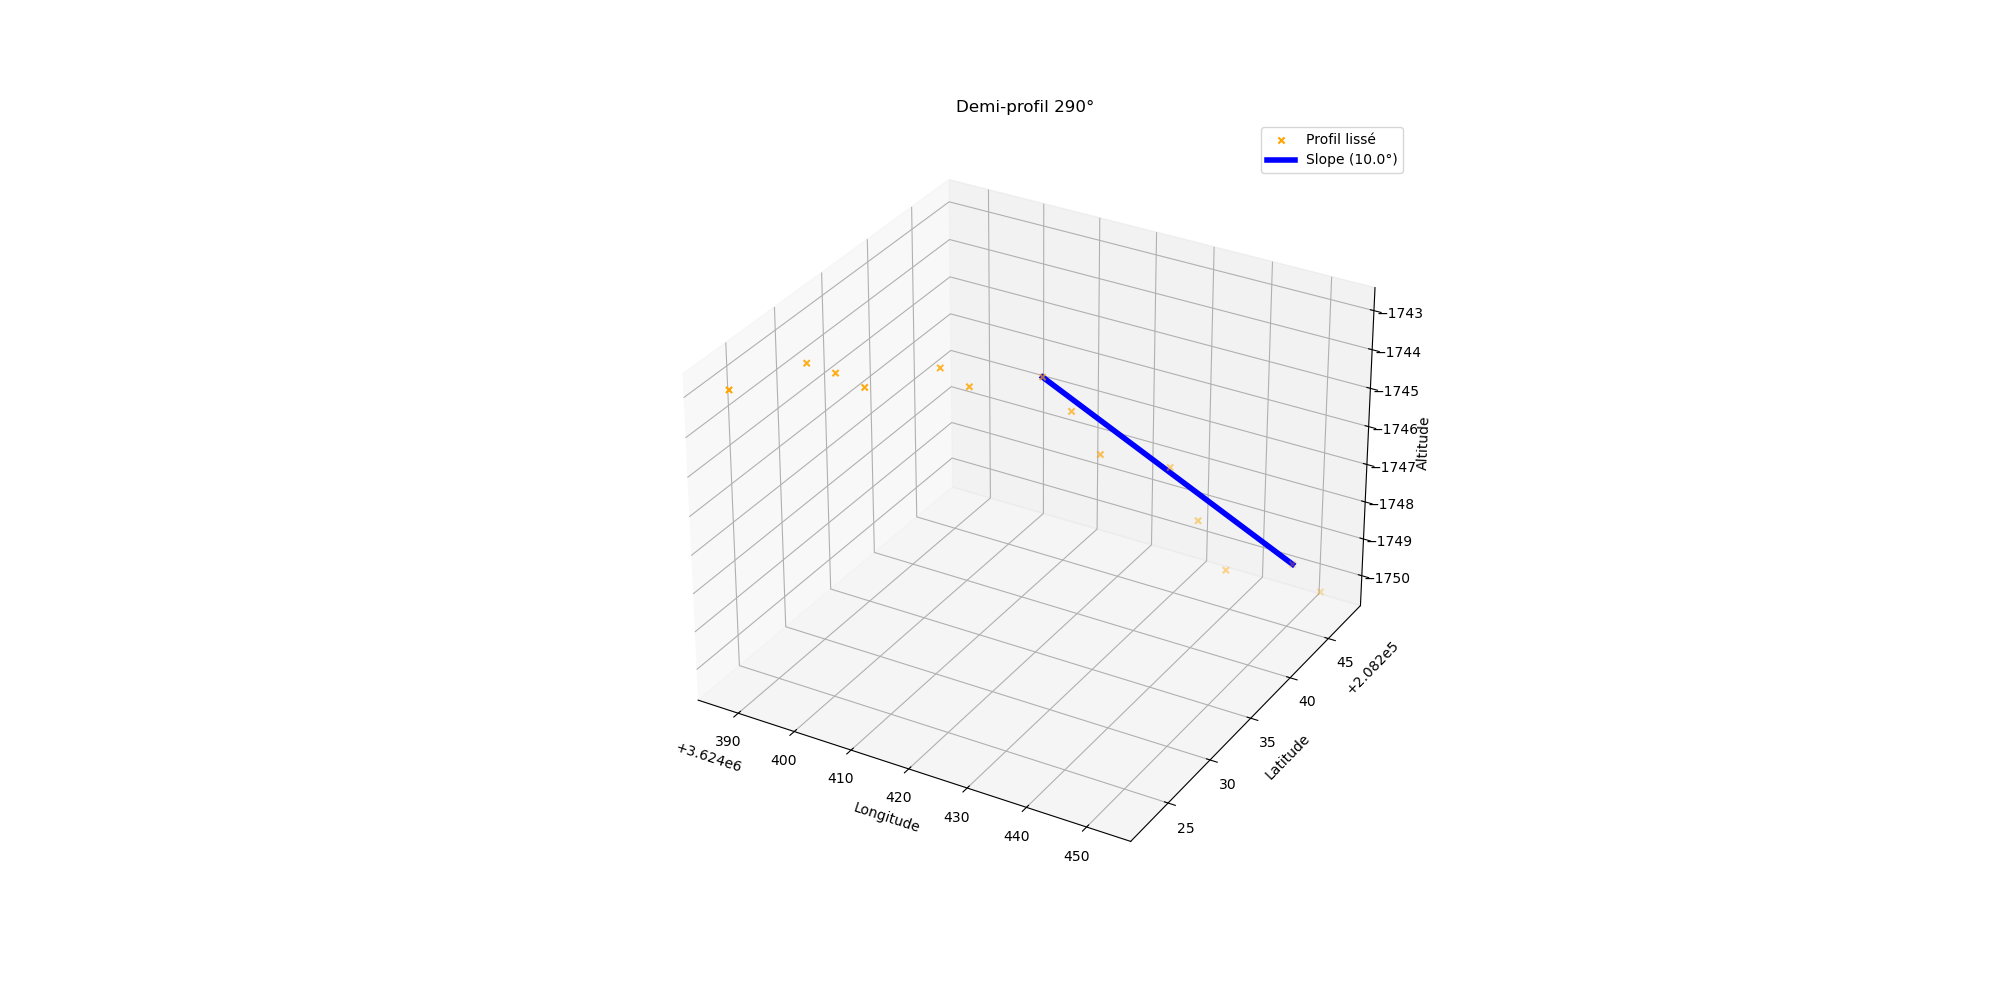 Demi-profil 290°
Profil lissé
Slope (10.0°)
−1743
−1744
−1745
−1746
−1747
−1748
−1749
−1750
Altitude
45
40
35
30
25
+2.082e5
Latitude
390
400
410
420
430
440
450
+3.624e6
Longitude